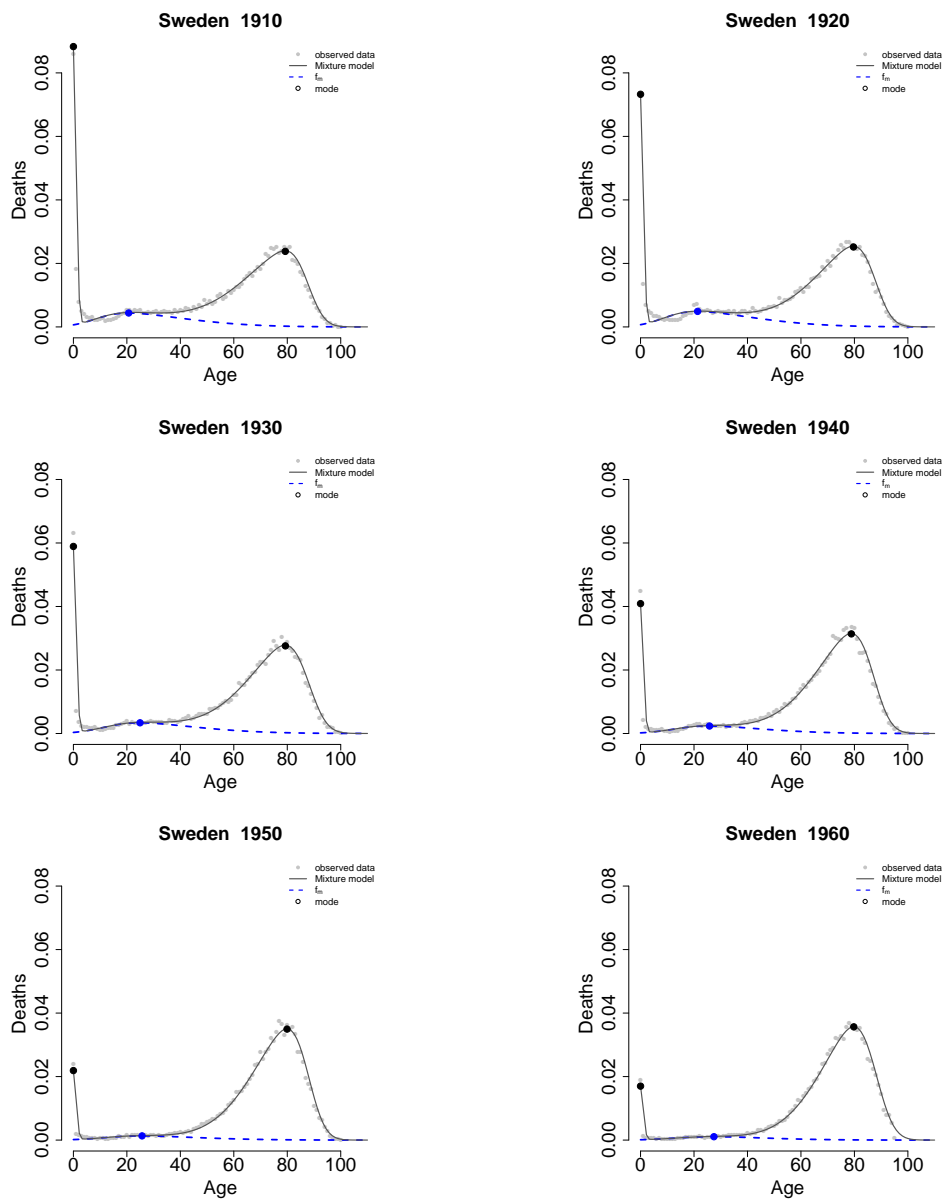 Sweden 1910
observed data
Mixture model
fm
mode
Deaths
0.00 0.02 0.04 0.06 0.08
0 20 40 60 80 100
Age
Sweden 1920
observed data
Mixture model
fm
mode
Deaths
0.00 0.02 0.04 0.06 0.08
0 20 40 60 80 100
Age
Sweden 1930
observed data
Mixture model
fm
mode
Deaths
0.00 0.02 0.04 0.06 0.08
0 20 40 60 80 100
Age
Sweden 1940
observed data
Mixture model
fm
mode
Deaths
0.00 0.02 0.04 0.06 0.08
0 20 40 60 80 100
Age
Sweden 1950
observed data
Mixture model
fm
mode
Deaths
0.00 0.02 0.04 0.06 0.08
0 20 40 60 80 100
Age
Sweden 1960
observed data
Mixture model
fm
mode
Deaths
0.00 0.02 0.04 0.06 0.08
0 20 40 60 80 100
Age